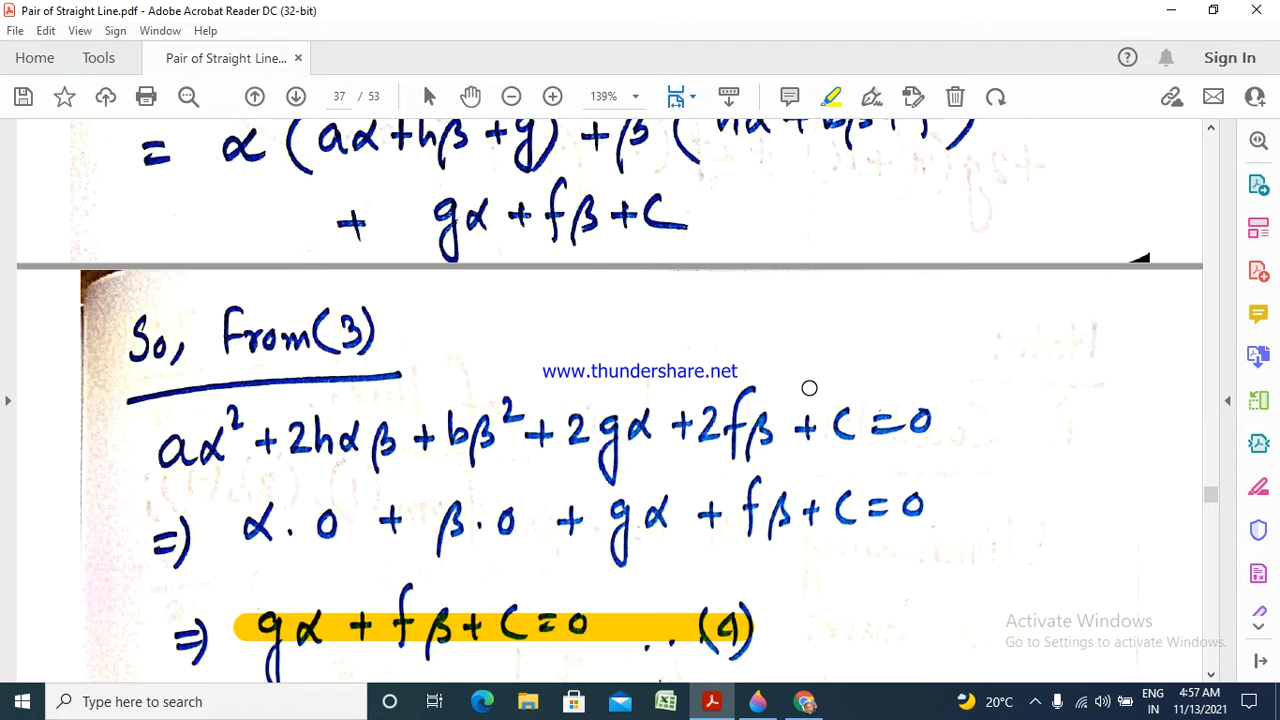 Pair of Straight Line.pdf - Adobe Acrobat Reader DC (32-bit)
File Edit View Sign Window Help
Home Tools Pair of Straight Line... × Sign In
37 / 53 139%
= α (aα+hβ+g) + β (
+ gα + fβ + c
So, From (3)
www.thundershare.net
aα² + 2hαβ + bβ² + 2gα + 2fβ + c = 0
⇒) α.0 + β.0 + gα + fβ + c = 0
⇒) gα + fβ + c = 0 ... (4)
Activate Windows
Go to Settings to activate Windows.
Type here to search
20°C ENG 4:57 AM
IN 11/13/2021